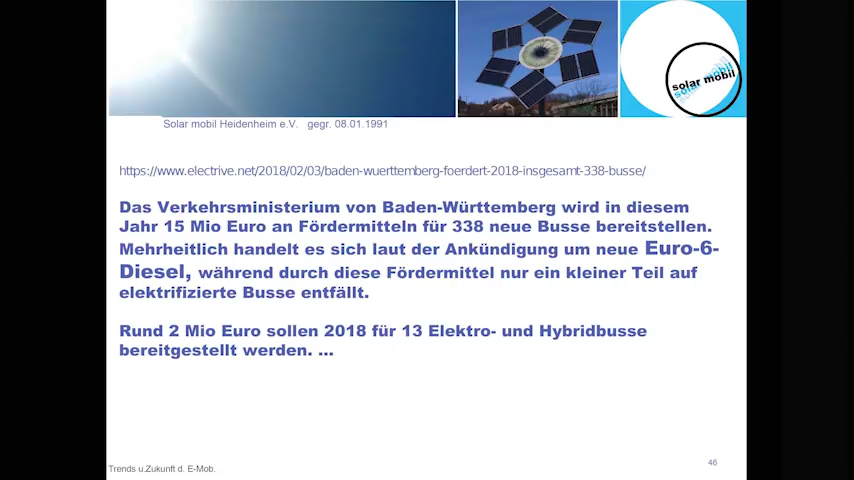 solar mobil
solar mobil
Solar mobil Heidenheim e.V. gegr. 08.01.1991
https://www.electrive.net/2018/02/03/baden-wuerttemberg-foerdert-2018-insgesamt-338-busse/
Das Verkehrsministerium von Baden-Württemberg wird in diesem
Jahr 15 Mio Euro an Fördermitteln für 338 neue Busse bereitstellen.
Mehrheitlich handelt es sich laut der Ankündigung um neue Euro-6-
Diesel, während durch diese Fördermittel nur ein kleiner Teil auf
elektrifizierte Busse entfällt.
Rund 2 Mio Euro sollen 2018 für 13 Elektro- und Hybridbusse
bereitgestellt werden. ...
46
Trends u.Zukunft d. E-Mob.